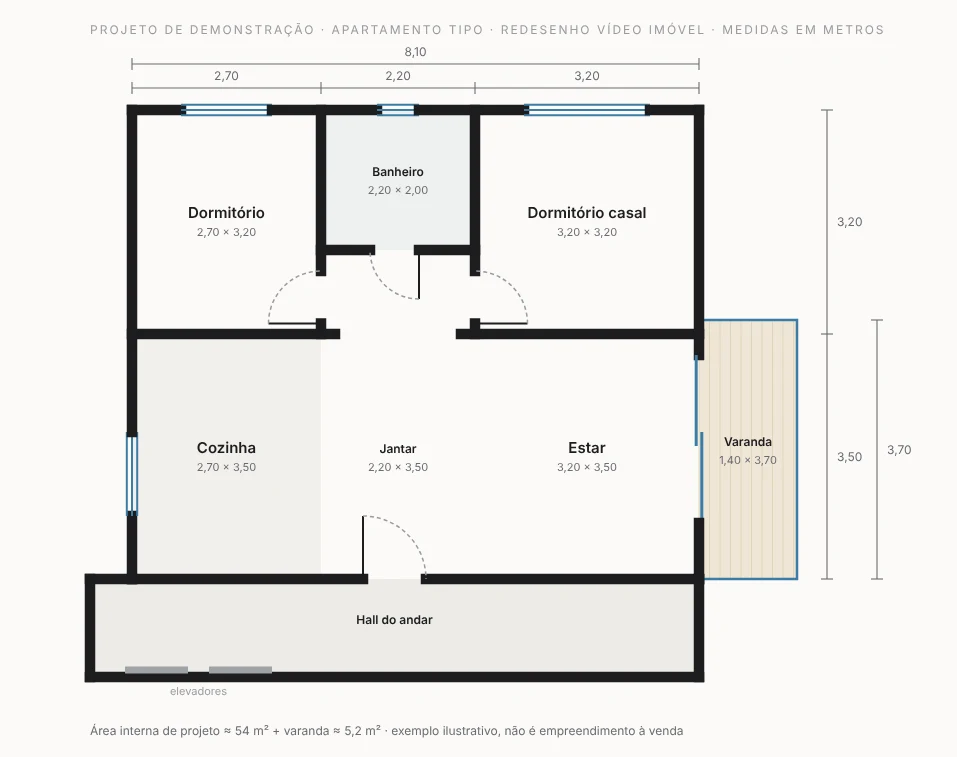 PROJETO DE DEMONSTRAÇÃO · APARTAMENTO TIPO · REDESENHO VÍDEO IMÓVEL · MEDIDAS EM METROS
8,10
2,70
2,20
3,20
Banheiro
2,20 × 2,00
Dormitório
2,70 × 3,20
Dormitório casal
3,20 × 3,20
3,20
Cozinha
2,70 × 3,50
Jantar
2,20 × 3,50
Estar
3,20 × 3,50
Varanda
1,40 × 3,70
3,50
3,70
Hall do andar
elevadores
Área interna de projeto ≈ 54 m² + varanda ≈ 5,2 m² · exemplo ilustrativo, não é empreendimento à venda